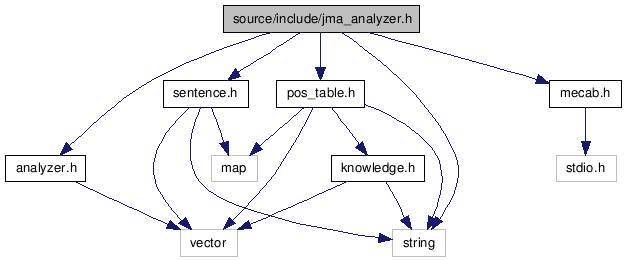 source/include/jma_analyzer.h
sentence.h
pos_table.h
mecab.h
analyzer.h
map
knowledge.h
stdio.h
vector
string